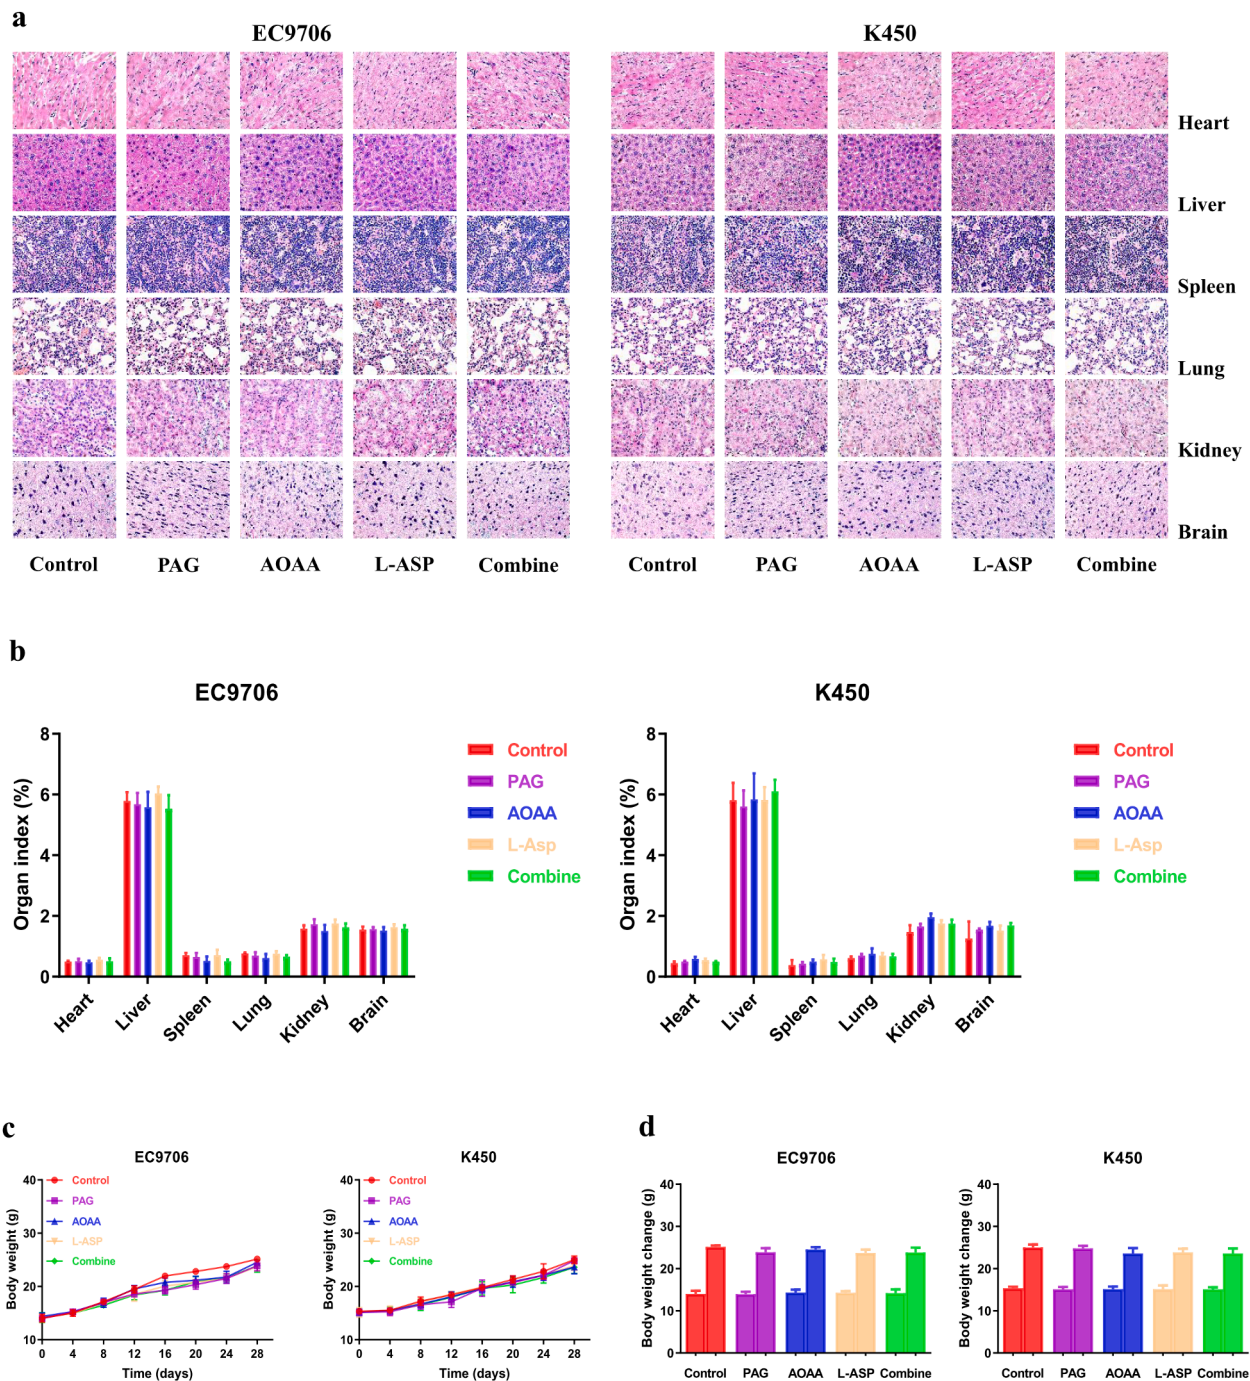 a
EC9706
K450
Heart
Liver
Spleen
Lung
Kidney
Brain
Control PAG AOAA L-ASP Combine
Control PAG AOAA L-ASP Combine
b
EC9706
Organ index (%)
8
6
4
2
0
Heart Liver Spleen Lung Kidney Brain
Control
PAG
AOAA
L-Asp
Combine
K450
Organ index (%)
8
6
4
2
0
Heart Liver Spleen Lung Kidney Brain
Control
PAG
AOAA
L-Asp
Combine
c
EC9706
Body weight (g)
40
30
20
10
Control
PAG
AOAA
L-ASP
Combine
0 4 8 12 16 20 24 28
Time (days)
K450
Body weight (g)
40
30
20
10
Control
PAG
AOAA
L-ASP
Combine
0 4 8 12 16 20 24 28
Time (days)
d
EC9706
Body weight change (g)
40
30
20
10
0
Control PAG AOAA L-ASP Combine
K450
Body weight change (g)
40
30
20
10
0
Control PAG AOAA L-ASP Combine